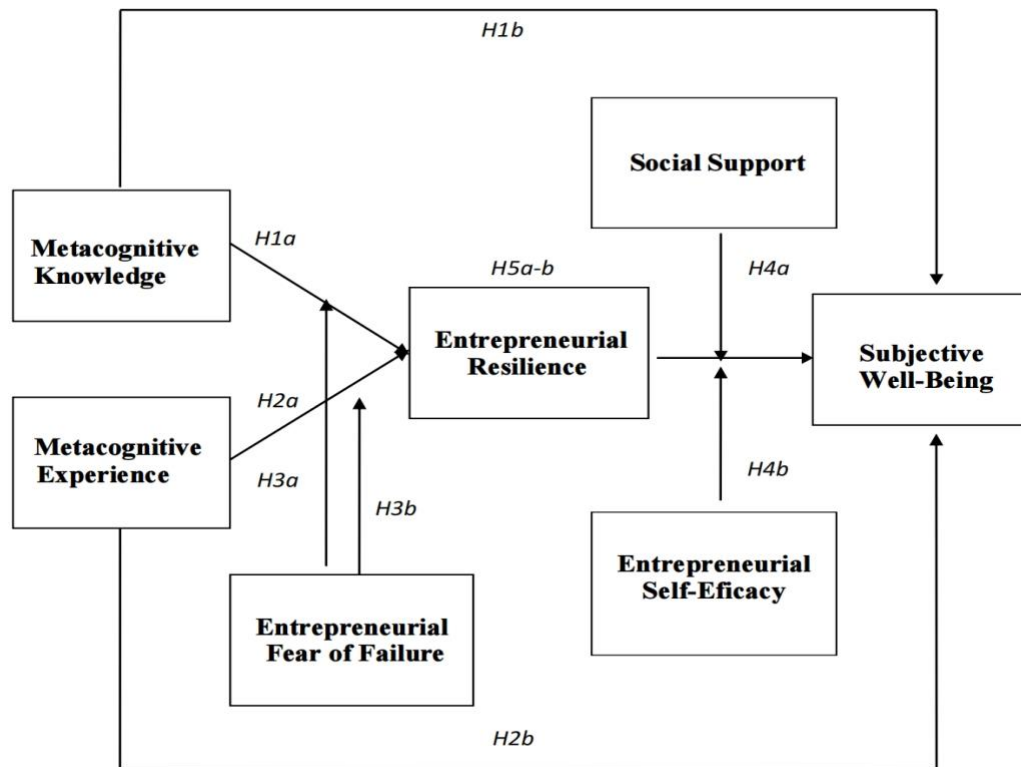 H1b
Social Support
Metacognitive
Knowledge
H1a
H5a-b
H4a
Entrepreneurial
Resilience
Subjective
Well-Being
H2a
Metacognitive
Experience
H3a
H3b
H4b
Entrepreneurial
Self-Eficacy
Entrepreneurial
Fear of Failure
H2b